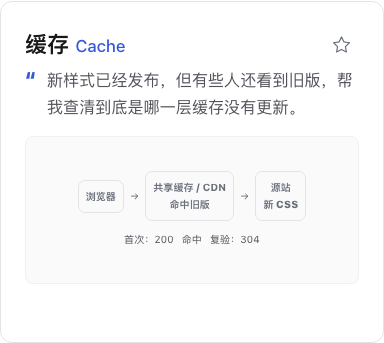 缓存 Cache
“ 新样式已经发布，但有些人还看到旧版，帮
我查清到底是哪一层缓存没有更新。
浏览器 → 共享缓存 / CDN 命中旧版 → 源站 新 CSS
首次：200 命中 复验：304